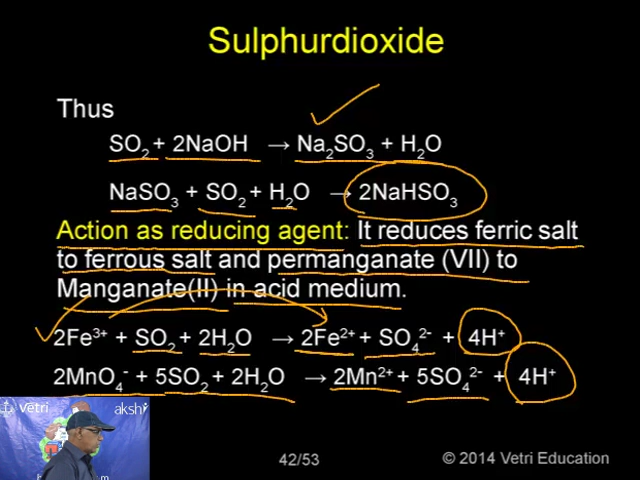 Sulphurdioxide
Thus
SO₂ + 2NaOH → Na₂SO₃ + H₂O
NaSO₃ + SO₂ + H₂O → 2NaHSO₃
Action as reducing agent: It reduces ferric salt
to ferrous salt and permanganate (VII) to
Manganate(II) in acid medium.
2Fe³⁺ + SO₂ + 2H₂O → 2Fe²⁺ + SO₄²⁻ + 4H⁺
2MnO₄⁻ + 5SO₂ + 2H₂O → 2Mn²⁺ + 5SO₄²⁻ + 4H⁺
Vetri akshi
42/53
© 2014 Vetri Education